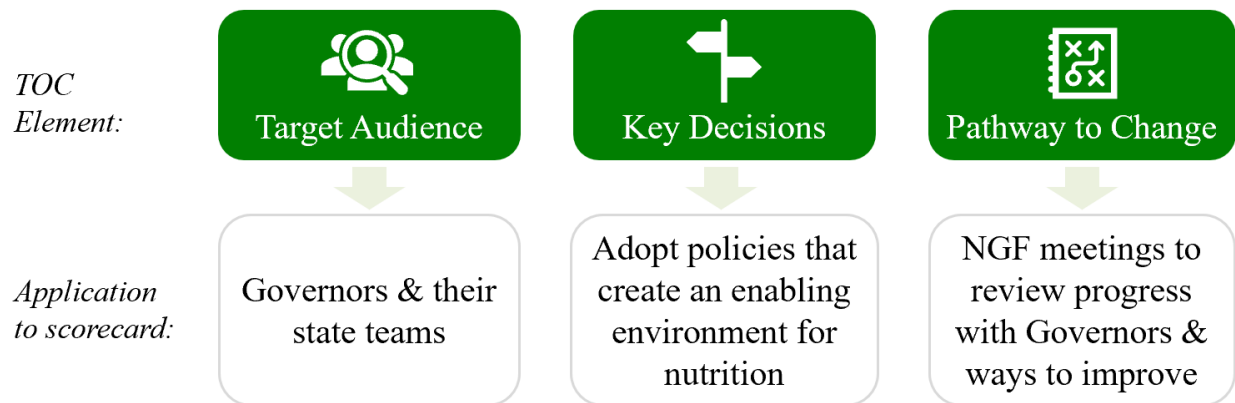 TOC
Element:
Target Audience
Key Decisions
Pathway to Change
Application
to scorecard:
Governors & their
state teams
Adopt policies that
create an enabling
environment for
nutrition
NGF meetings to
review progress
with Governors &
ways to improve